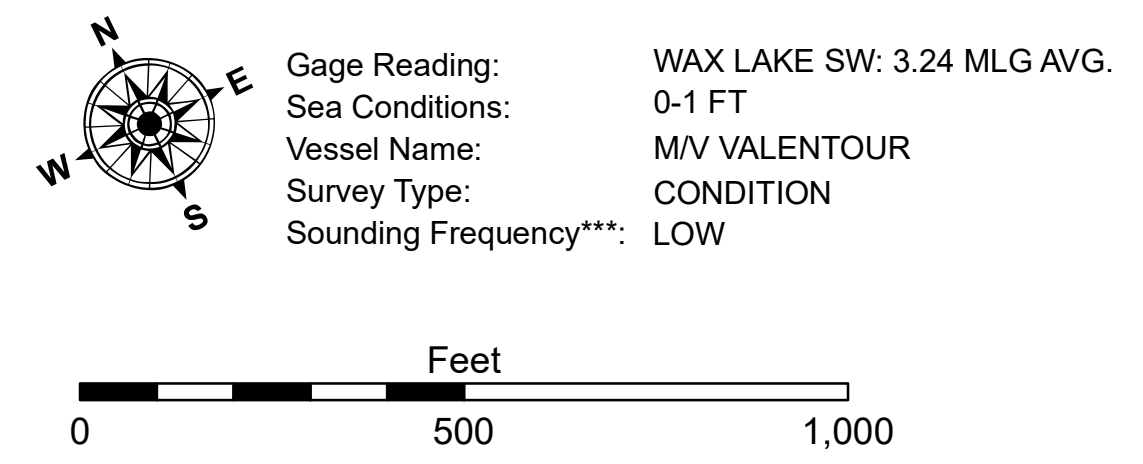 N
E
W
S
Gage Reading: WAX LAKE SW: 3.24 MLG AVG.
Sea Conditions: 0-1 FT
Vessel Name: M/V VALENTOUR
Survey Type: CONDITION
Sounding Frequency***: LOW
Feet
0 500 1,000